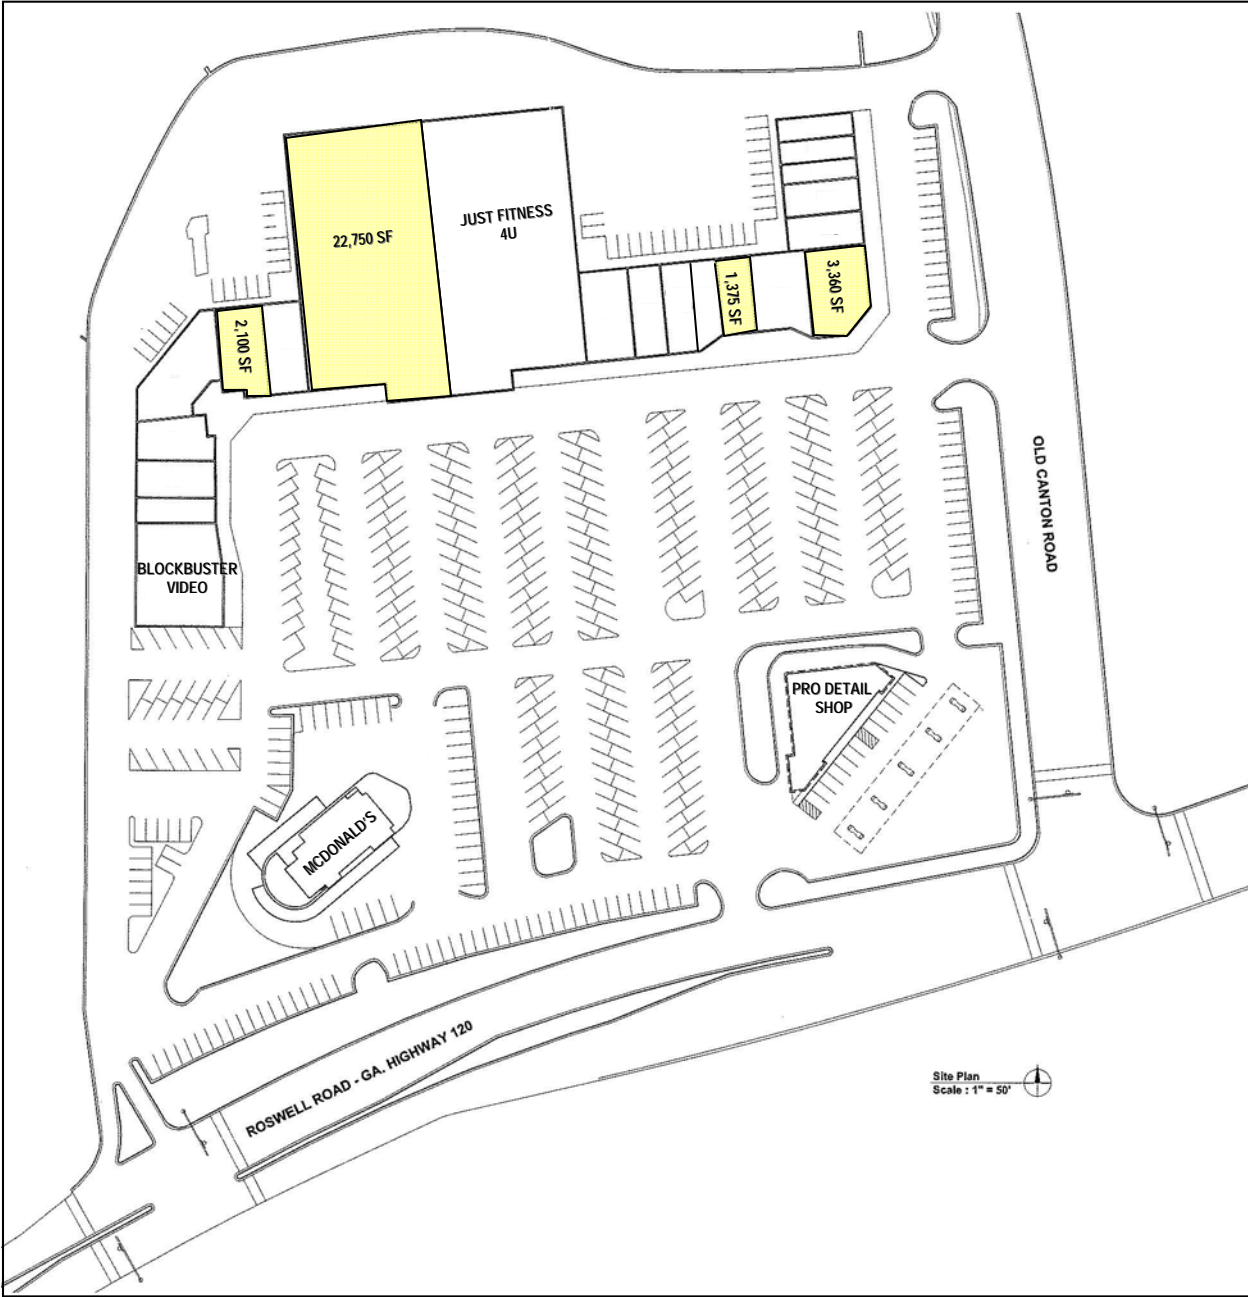 22,750 SF
JUST FITNESS
4U
2,100 SF
1,375 SF
3,360 SF
OLD CANTON ROAD
BLOCKBUSTER
VIDEO
PRO DETAIL
SHOP
MCDONALD'S
ROSWELL ROAD - GA. HIGHWAY 120
Site Plan
Scale : 1" = 50'